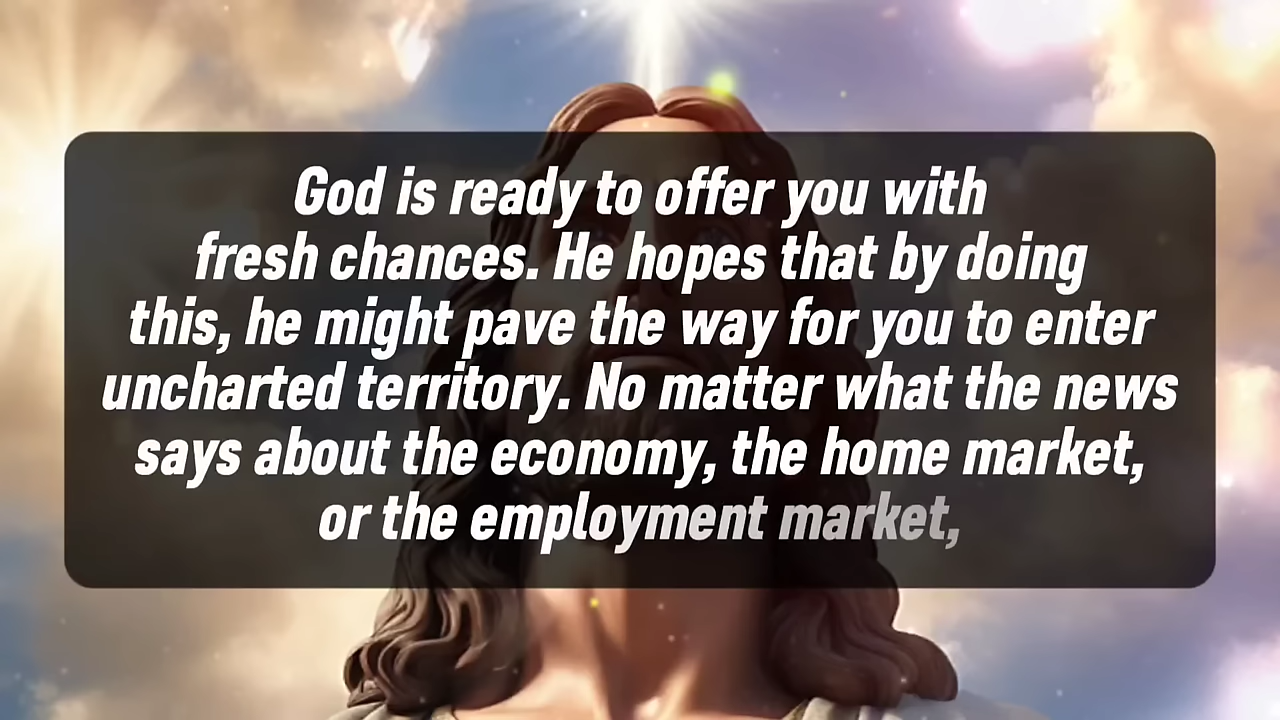 God is ready to offer you with
fresh chances. He hopes that by doing
this, he might pave the way for you to enter
uncharted territory. No matter what the news
says about the economy, the home market,
or the employment market,